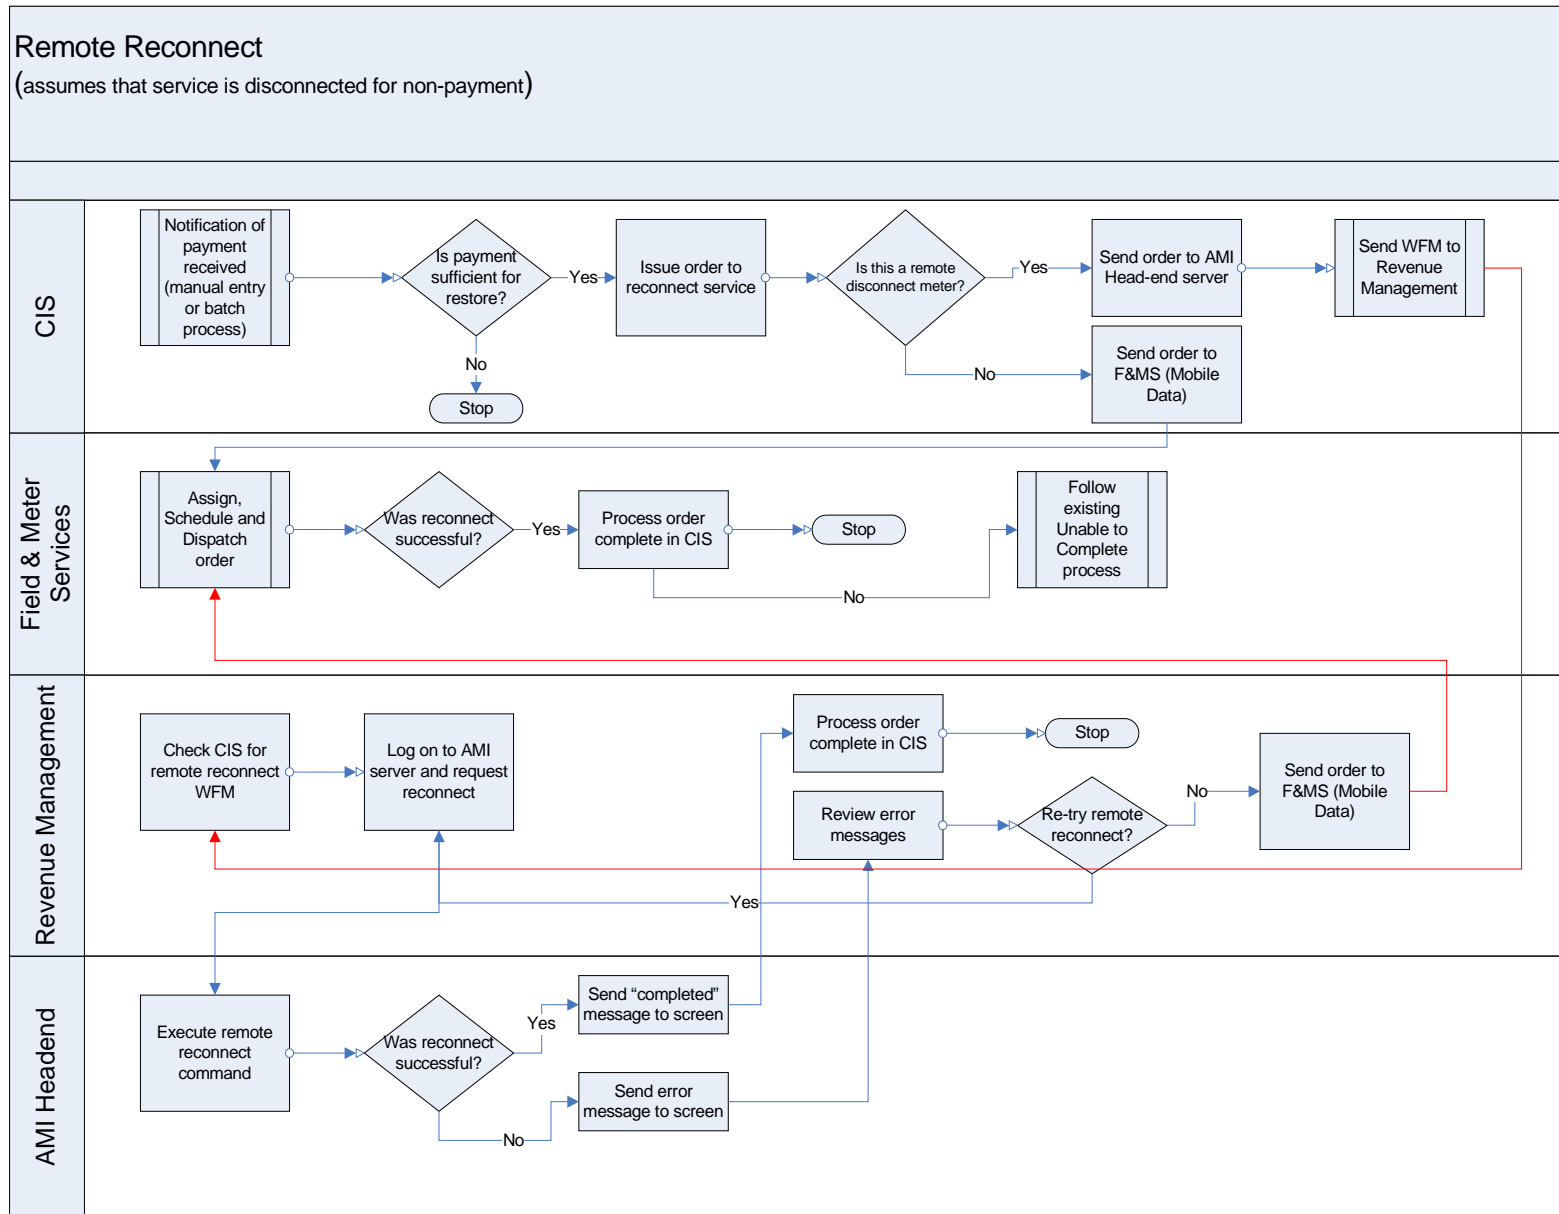 Remote Reconnect
(assumes that service is disconnected for non-payment)
CIS
Notification of
payment
received
(manual entry
or batch
process)
Is payment
sufficient for
restore?
Yes
No
Stop
Issue order to
reconnect service
Is this a remote
disconnect meter?
Yes
No
Send order to AMI
Head-end server
Send WFM to
Revenue
Management
Send order to
F&MS (Mobile
Data)
Field & Meter
Services
Assign,
Schedule and
Dispatch
order
Was reconnect
successful?
Yes
Process order
complete in CIS
Stop
No
Follow
existing
Unable to
Complete
process
Revenue Management
Check CIS for
remote reconnect
WFM
Log on to AMI
server and request
reconnect
Process order
complete in CIS
Stop
Review error
messages
Re-try remote
reconnect?
No
Yes
Send order to
F&MS (Mobile
Data)
AMI Headend
Execute remote
reconnect
command
Was reconnect
successful?
Yes
No
Send “completed”
message to screen
Send error
message to screen